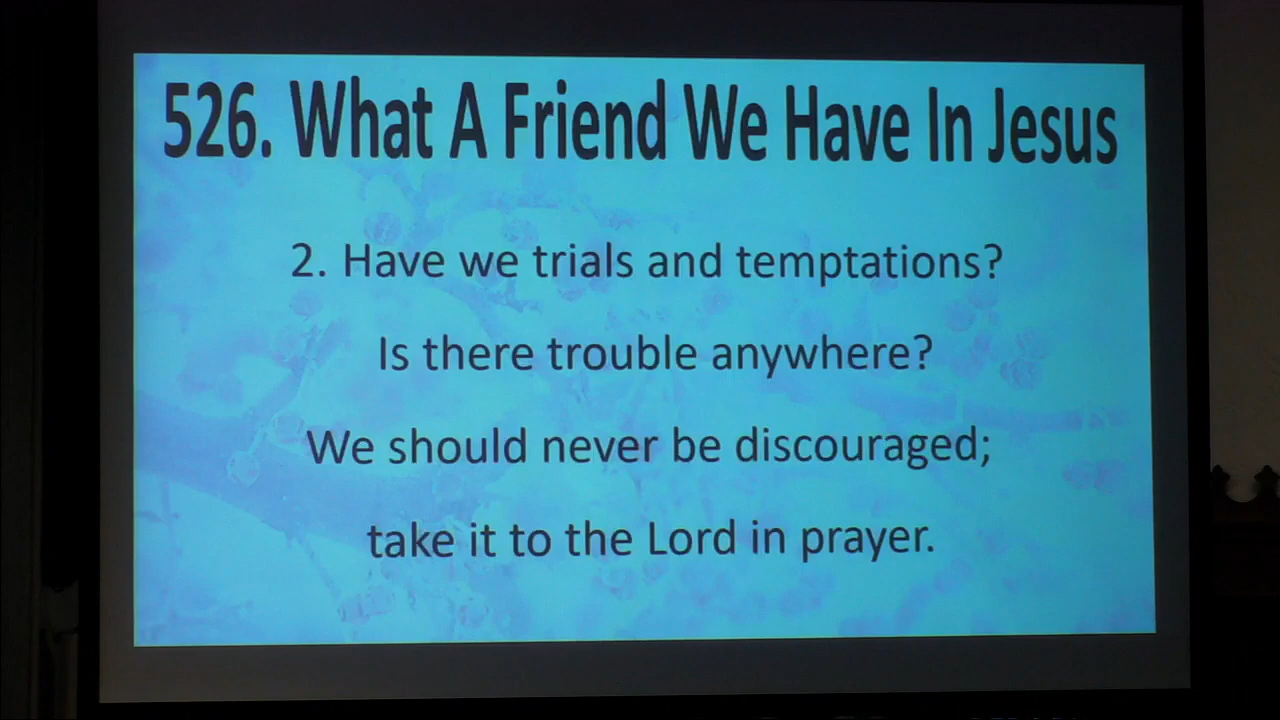 526. What A Friend We Have In Jesus
2. Have we trials and temptations?
Is there trouble anywhere?
We should never be discouraged;
take it to the Lord in prayer.